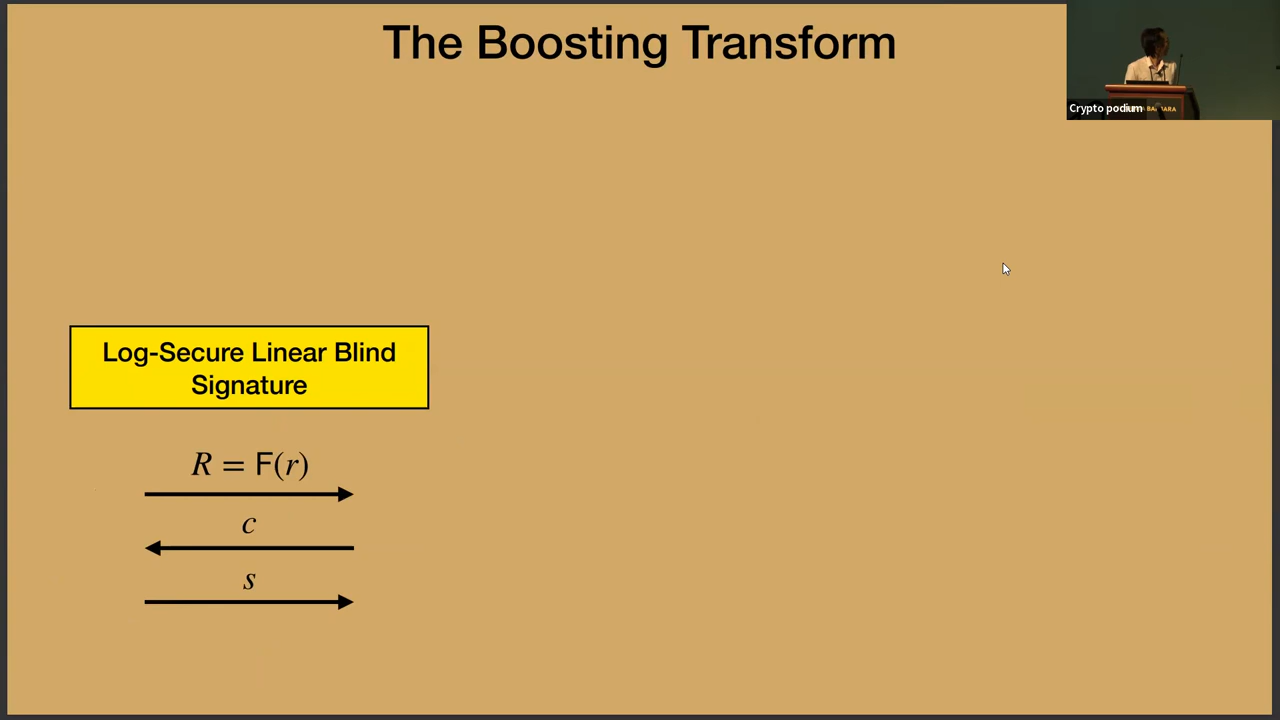 The Boosting Transform
Crypto podium
Log-Secure Linear Blind
Signature
R = F(r)
c
s